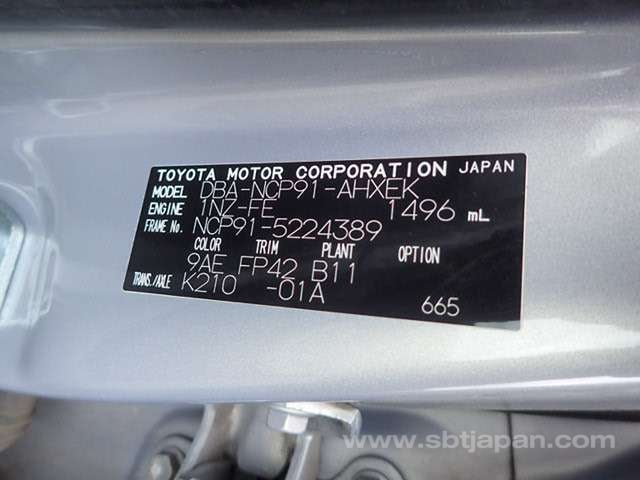 TOYOTA MOTOR CORPORATION JAPAN
MODEL DBA-NCP91-AHXEK
ENGINE 1NZ-FE 1496 mL
FRAME No. NCP91-5224389
COLOR TRIM PLANT OPTION
9AE FP42 B11
TRANS./AXLE K210 -01A
665
www.sbtjapan.com